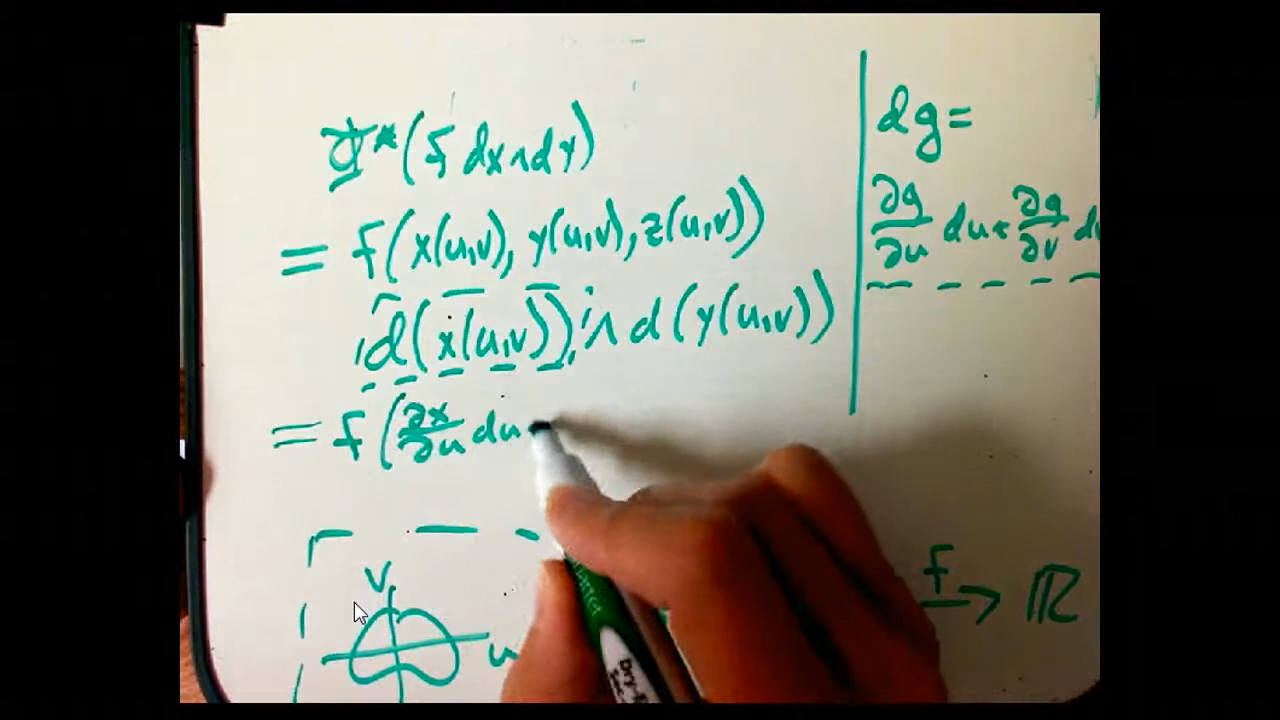 Φ*(f dx∧dy)
= f(x(u,v), y(u,v), z(u,v))
d(x(u,v)) ∧ d(y(u,v))
= f(∂x/∂u du
dg =
∂g/∂u du + ∂g/∂v d
v
u
f
→ ℝ